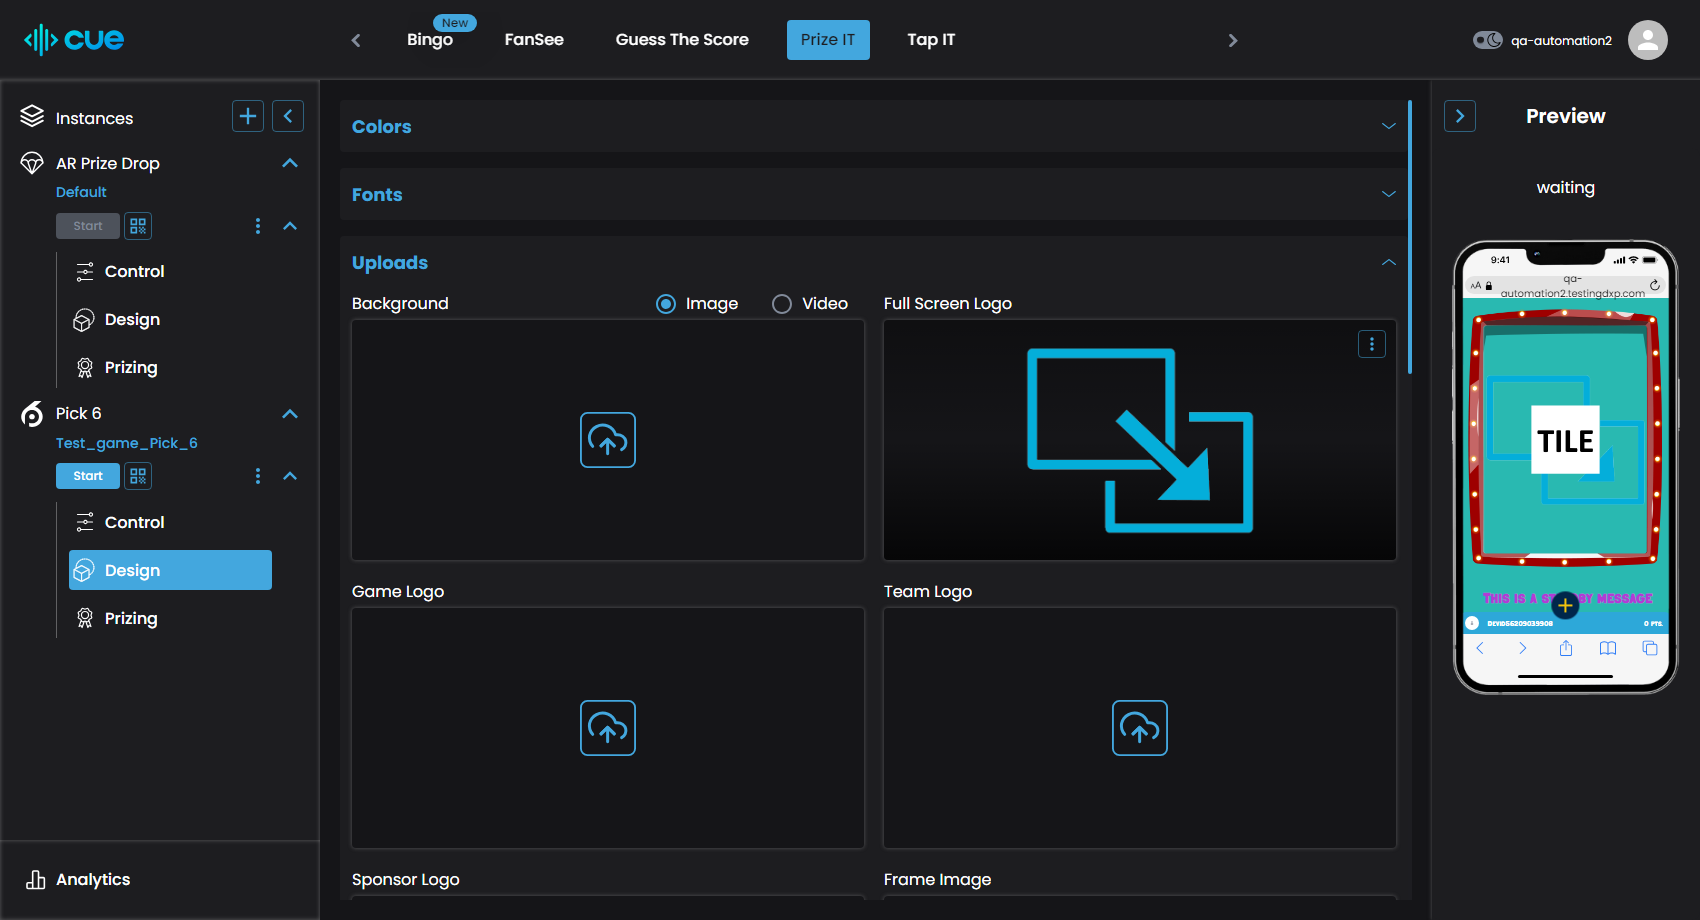 cue
New
Bingo
FanSee
Guess The Score
Prize IT
Tap IT
qa-automation2
Instances
AR Prize Drop
Default
Start
Control
Design
Prizing
Pick 6
Test_game_Pick_6
Start
Control
Design
Prizing
Analytics
Colors
Fonts
Uploads
Background
Image
Video
Full Screen Logo
Game Logo
Team Logo
Sponsor Logo
Frame Image
Preview
waiting
9:41
AA
qa-
automation2.testingdxp.com
TILE
THIS IS A STANDBY MESSAGE
DEVID56209039908
0 PTS.